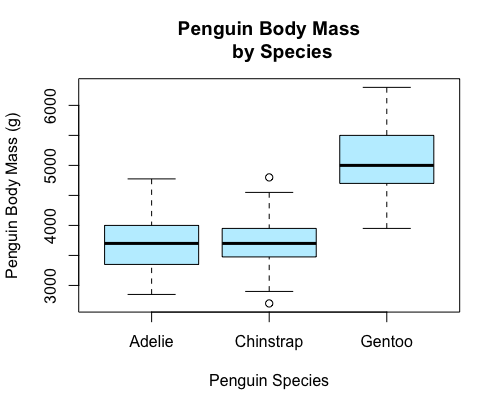 Penguin Body Mass
by Species
Penguin Body Mass (g)
6000
5000
4000
3000
Adelie Chinstrap Gentoo
Penguin Species